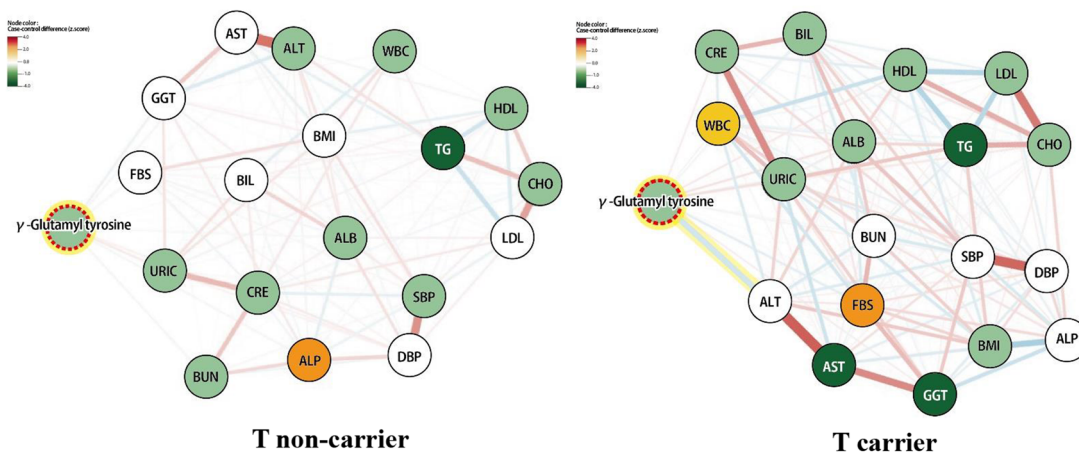 Node color :
Case-control difference (z.score)
4.0
2.0
0.0
-1.0
-4.0
AST
ALT
WBC
GGT
HDL
BMI
TG
FBS
BIL
CHO
γ-Glutamyl tyrosine
ALB
LDL
URIC
CRE
SBP
BUN
ALP
DBP
T non-carrier
Node color :
Case-control difference (z.score)
4.0
2.0
0.0
-1.0
-4.0
CRE
BIL
HDL
LDL
WBC
ALB
TG
CHO
URIC
γ-Glutamyl tyrosine
BUN
SBP
DBP
ALT
FBS
BMI
ALP
AST
GGT
T carrier